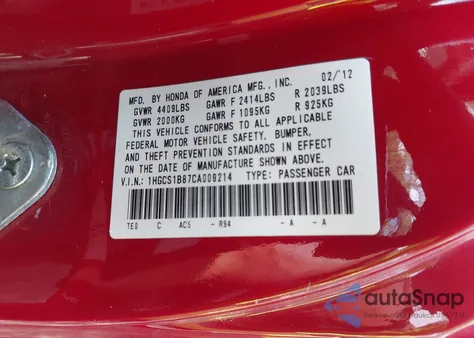 MFD. BY HONDA OF AMERICA MFG., INC. 02/'12
GVWR 4409LBS GAWR F 2414LBS R 2039LBS
GVWR 2000KG GAWR F 1095KG R 925KG
THIS VEHICLE CONFORMS TO ALL APPLICABLE
FEDERAL MOTOR VEHICLE SAFETY, BUMPER,
AND THEFT PREVENTION STANDARDS IN EFFECT
ON THE DATE OF MANUFACTURE SHOWN ABOVE.
V.I.N.: 1HGCS1B87CA009214 TYPE: PASSENGER CAR
TE0 C AC5 - R94 - A - A
autoSnap